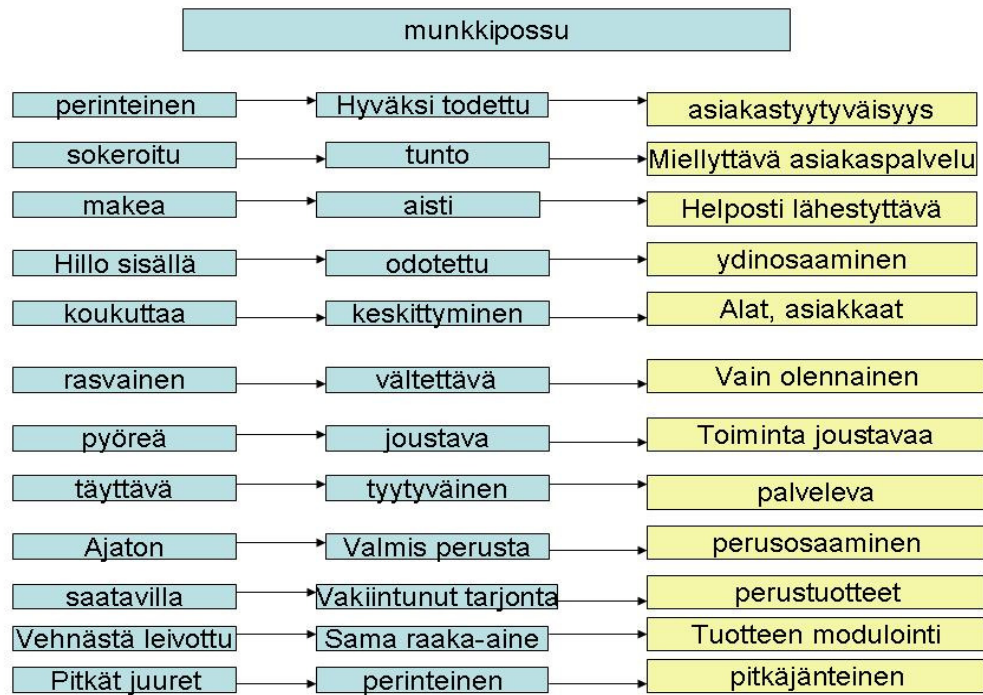 munkkipossu
perinteinen Hyväksi todettu asiakastyytyväisyys
sokeroitu tunto Miellyttävä asiakaspalvelu
makea aisti Helposti lähestyttävä
Hillo sisällä odotettu ydinosaaminen
koukuttaa keskittyminen Alat, asiakkaat
rasvainen vältettävä Vain olennainen
pyöreä joustava Toiminta joustavaa
täyttävä tyytyväinen palveleva
Ajaton Valmis perusta perusosaaminen
saatavilla Vakiintunut tarjonta perustuotteet
Vehnästä leivottu Sama raaka-aine Tuotteen modulointi
Pitkät juuret perinteinen pitkäjänteinen